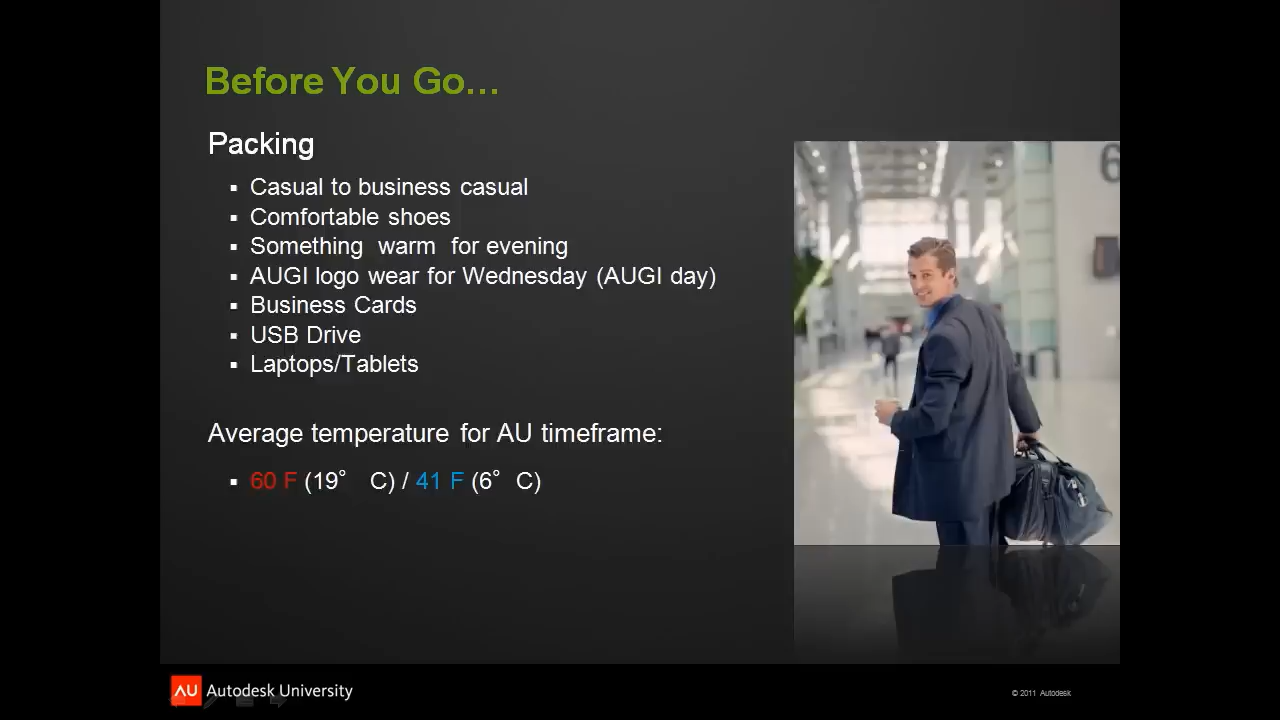 Before You Go…
Packing
▪ Casual to business casual
▪ Comfortable shoes
▪ Something warm for evening
▪ AUGI logo wear for Wednesday (AUGI day)
▪ Business Cards
▪ USB Drive
▪ Laptops/Tablets
6
Average temperature for AU timeframe:
▪ 60 F (19° C) / 41 F (6° C)
AU Autodesk University
© 2011 Autodesk